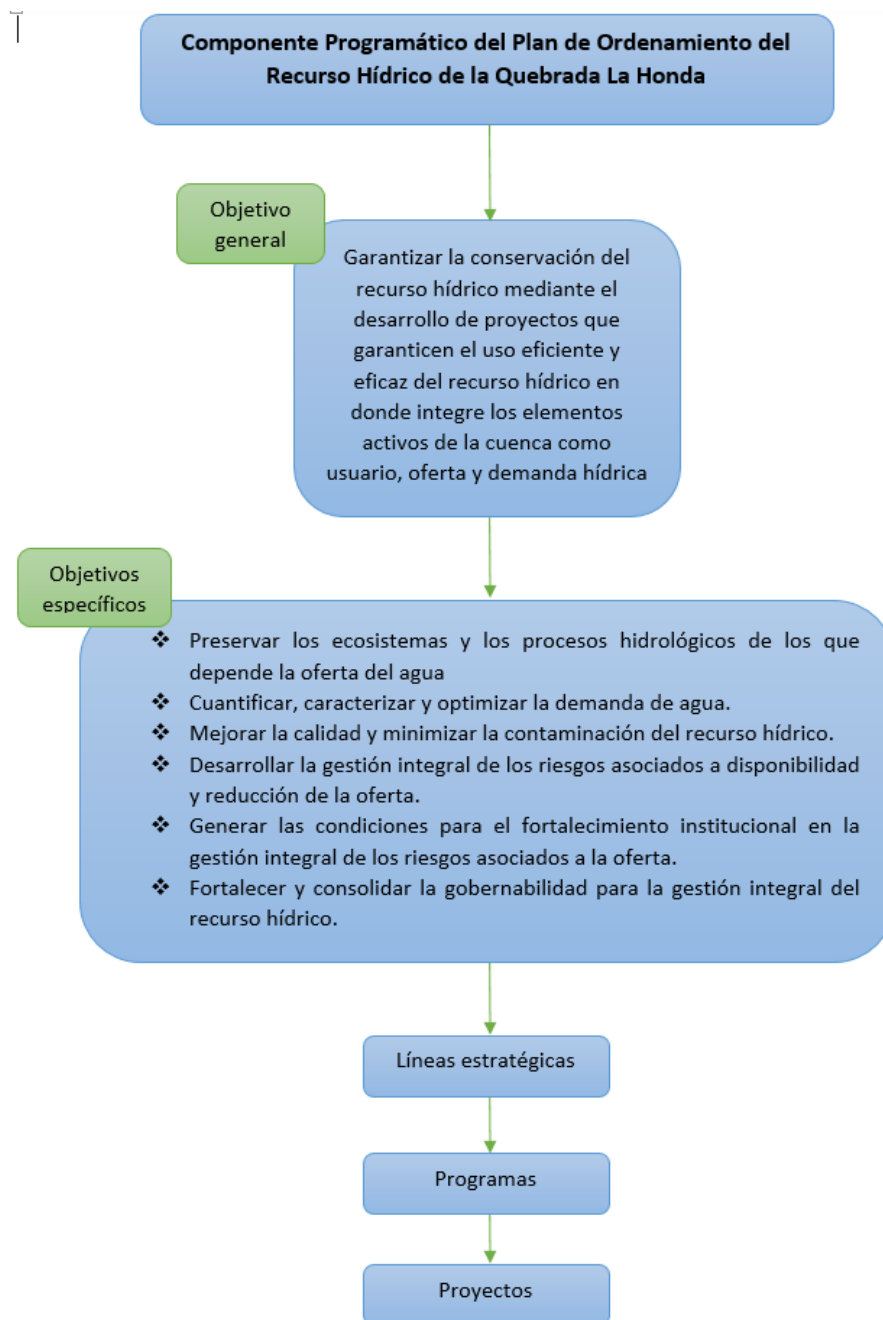 Componente Programático del Plan de Ordenamiento del
Recurso Hídrico de la Quebrada La Honda
Objetivo
general
Garantizar la conservación del
recurso hídrico mediante el
desarrollo de proyectos que
garanticen el uso eficiente y
eficaz del recurso hídrico en
donde integre los elementos
activos de la cuenca como
usuario, oferta y demanda hídrica
Objetivos
específicos
❖ Preservar los ecosistemas y los procesos hidrológicos de los que
depende la oferta del agua
❖ Cuantificar, caracterizar y optimizar la demanda de agua.
❖ Mejorar la calidad y minimizar la contaminación del recurso hídrico.
❖ Desarrollar la gestión integral de los riesgos asociados a disponibilidad
y reducción de la oferta.
❖ Generar las condiciones para el fortalecimiento institucional en la
gestión integral de los riesgos asociados a la oferta.
❖ Fortalecer y consolidar la gobernabilidad para la gestión integral del
recurso hídrico.
Líneas estratégicas
Programas
Proyectos